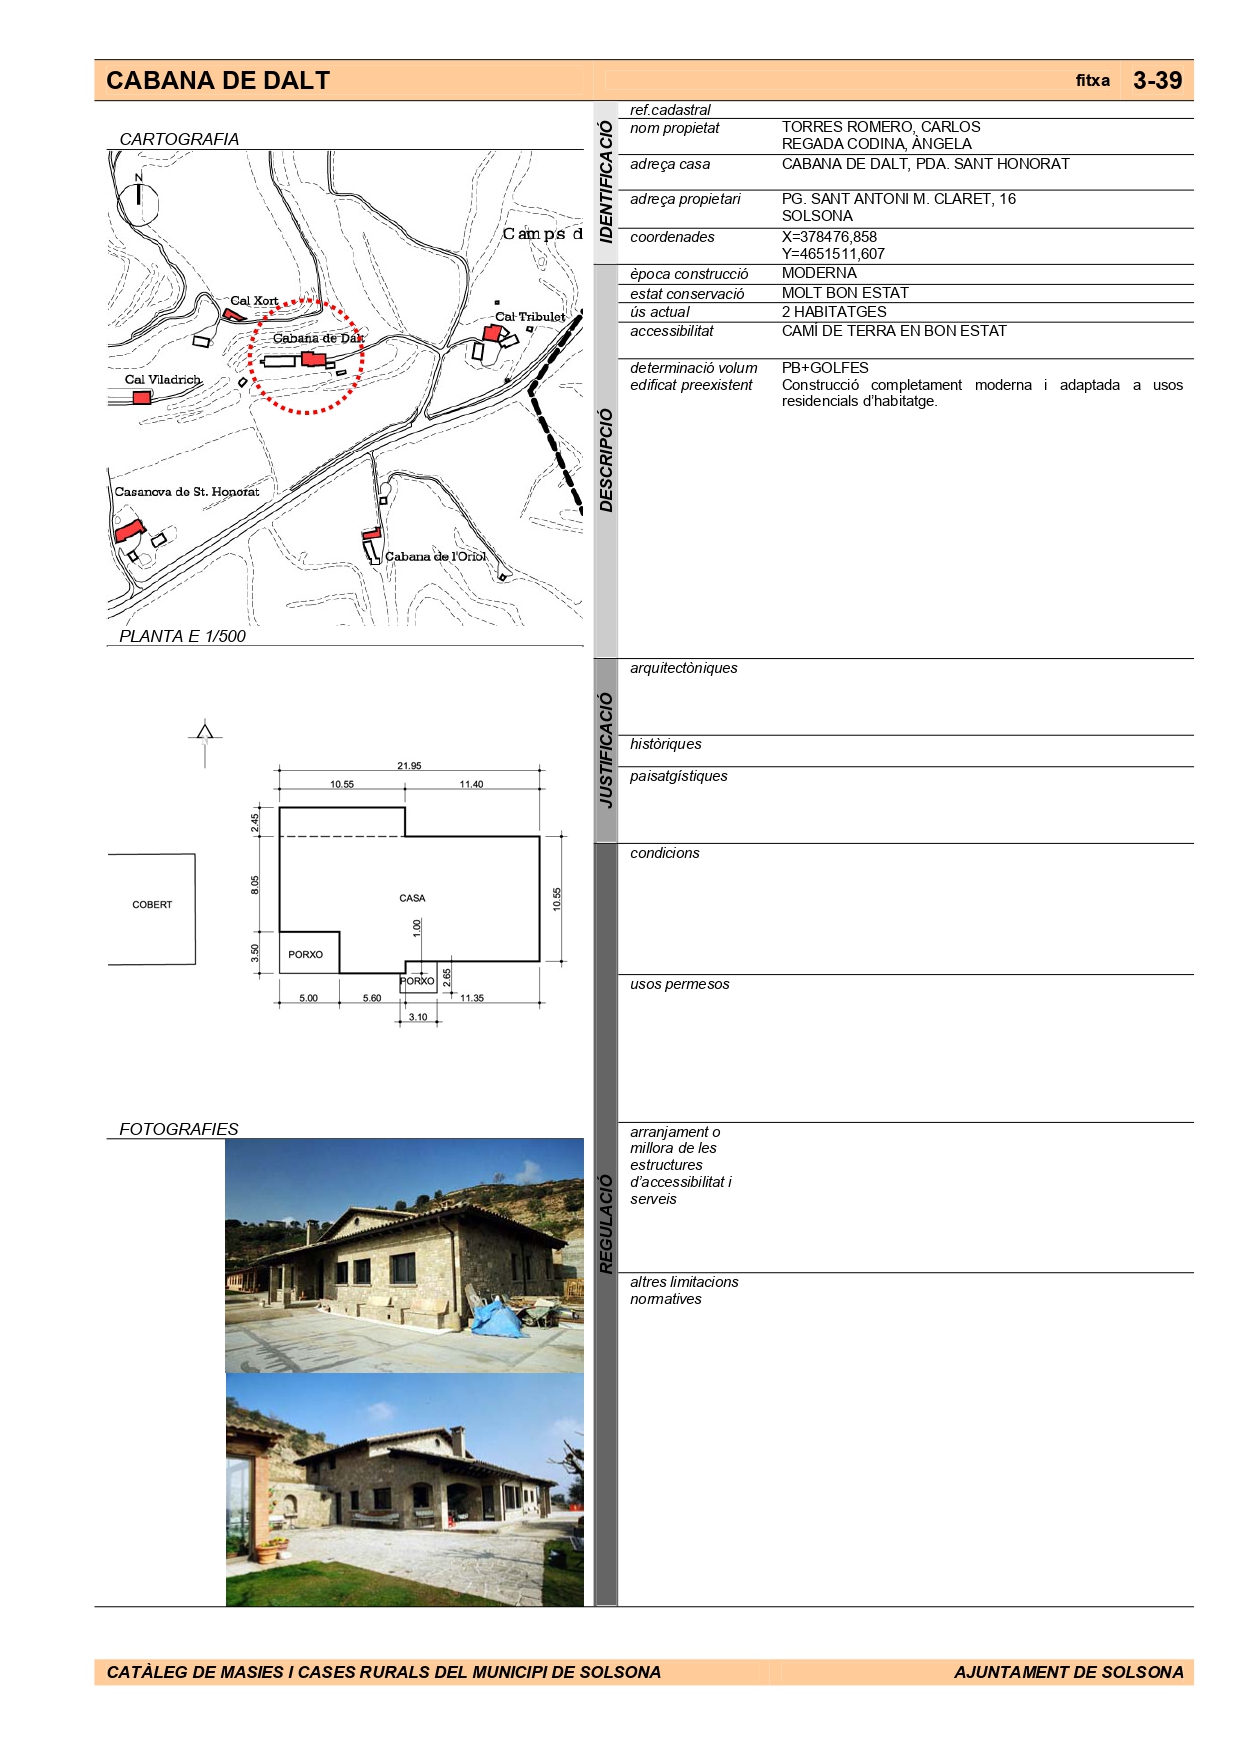 CABANA DE DALT
fitxa 3-39
CARTOGRAFIA
N
Camps d
Cal Xort
Cal Tribulet
Cabana de Dalt
Cal Viladrich
Casanova de St. Honorat
Cabana de l'Oriol
PLANTA E 1/500
21.95
10.55
11.40
2.45
8.05
3.50
10.55
CASA
COBERT
1.00
PORXO
PORXO
2.65
5.00
5.60
11.35
3.10
FOTOGRAFIES
IDENTIFICACIÓ
ref.cadastral
nom propietat TORRES ROMERO, CARLOS
REGADA CODINA, ÀNGELA
adreça casa CABANA DE DALT, PDA. SANT HONORAT
adreça propietari PG. SANT ANTONI M. CLARET, 16
SOLSONA
coordenades X=378476,858
Y=4651511,607
DESCRIPCIÓ
època construcció MODERNA
estat conservació MOLT BON ESTAT
ús actual 2 HABITATGES
accessibilitat CAMÍ DE TERRA EN BON ESTAT
determinació volum PB+GOLFES
edificat preexistent Construcció completament moderna i adaptada a usos
residencials d'habitatge.
JUSTIFICACIÓ
arquitectòniques
històriques
paisatgístiques
REGULACIÓ
condicions
usos permesos
arranjament o
millora de les
estructures
d'accessibilitat i
serveis
altres limitacions
normatives
CATÀLEG DE MASIES I CASES RURALS DEL MUNICIPI DE SOLSONA
AJUNTAMENT DE SOLSONA